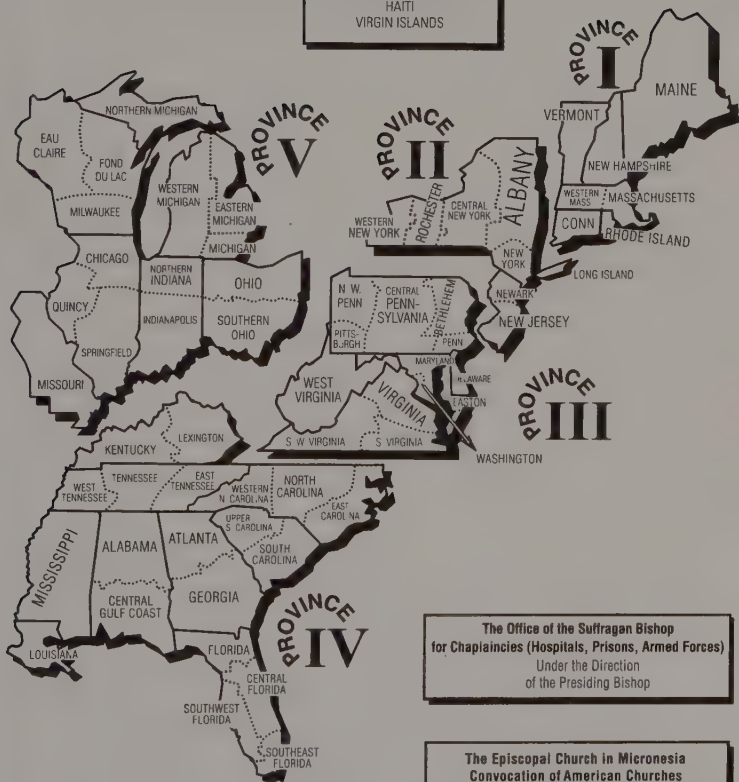 HAITI
VIRGIN ISLANDS
PROVINCE
I
MAINE
VERMONT
NEW HAMPSHIRE
WESTERN
MASS
MASSACHUSETTS
CONN
RHODE ISLAND
PROVINCE
V
NORTHERN MICHIGAN
EAU
CLAIRE
FOND
DU LAC
WESTERN
MICHIGAN
EASTERN
MICHIGAN
MILWAUKEE
MICHIGAN
CHICAGO
NORTHERN
INDIANA
OHIO
QUINCY
INDIANAPOLIS
SOUTHERN
OHIO
SPRINGFIELD
MISSOURI
PROVINCE
II
ALBANY
WESTERN
NEW YORK
ROCHESTER
CENTRAL
NEW YORK
NEW
YORK
LONG ISLAND
NEWARK
NEW JERSEY
N W.
PENN
CENTRAL
PENN-
SYLVANIA
BETHLEHEM
PITTS-
BURGH
PENN
MARYLAND
DELAWARE
EASTON
WEST
VIRGINIA
VIRGINIA
S W VIRGINIA
S VIRGINIA
WASHINGTON
PROVINCE
III
KENTUCKY
LEXINGTON
WEST
TENNESSEE
TENNESSEE
EAST
TENNESSEE
WESTERN
N CAROLINA
NORTH
CAROLINA
EAST
CAROLINA
UPPER
S CAROLINA
SOUTH
CAROLINA
MISSISSIPPI
ALABAMA
ATLANTA
CENTRAL
GULF COAST
GEORGIA
LOUISIANA
FLORIDA
CENTRAL
FLORIDA
SOUTHWEST
FLORIDA
SOUTHEAST
FLORIDA
PROVINCE
IV
The Office of the Suffragan Bishop
for Chaplaincies (Hospitals, Prisons, Armed Forces)
Under the Direction
of the Presiding Bishop
The Episcopal Church in Micronesia
Convocation of American Churches